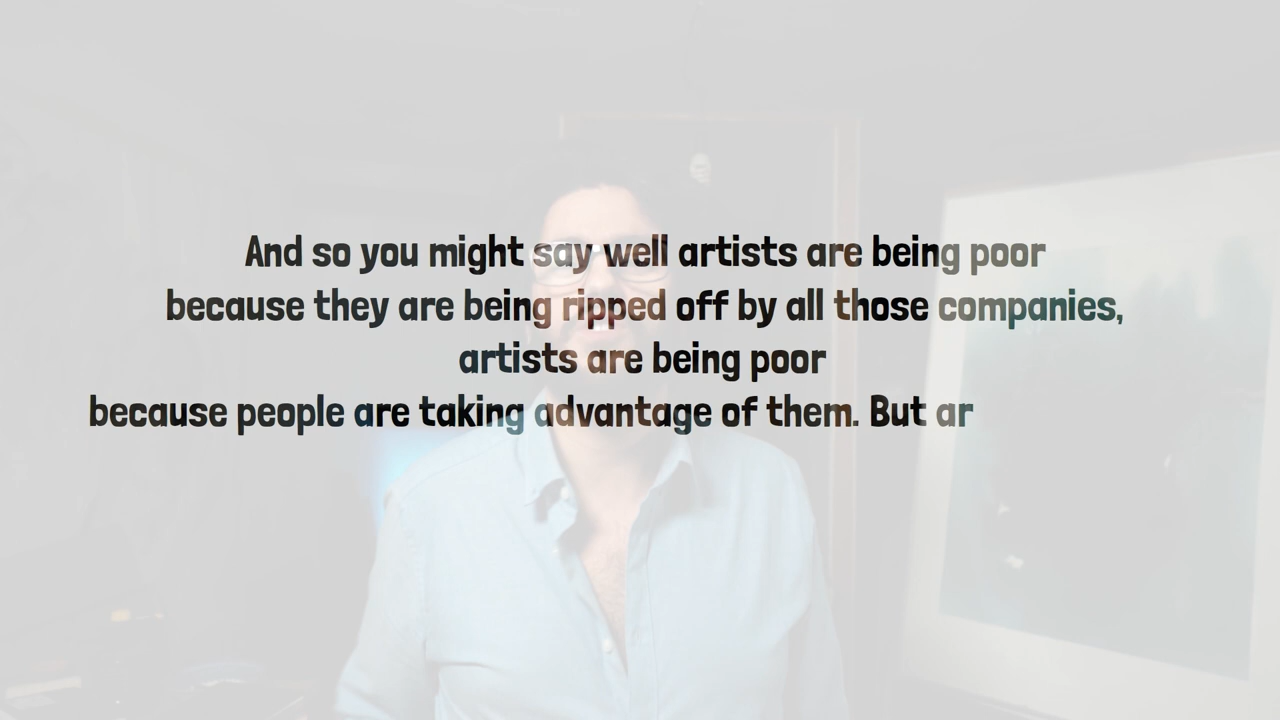 And so you might say well artists are being poor
because they are being ripped off by all those companies,
artists are being poor
because people are taking advantage of them. But ar